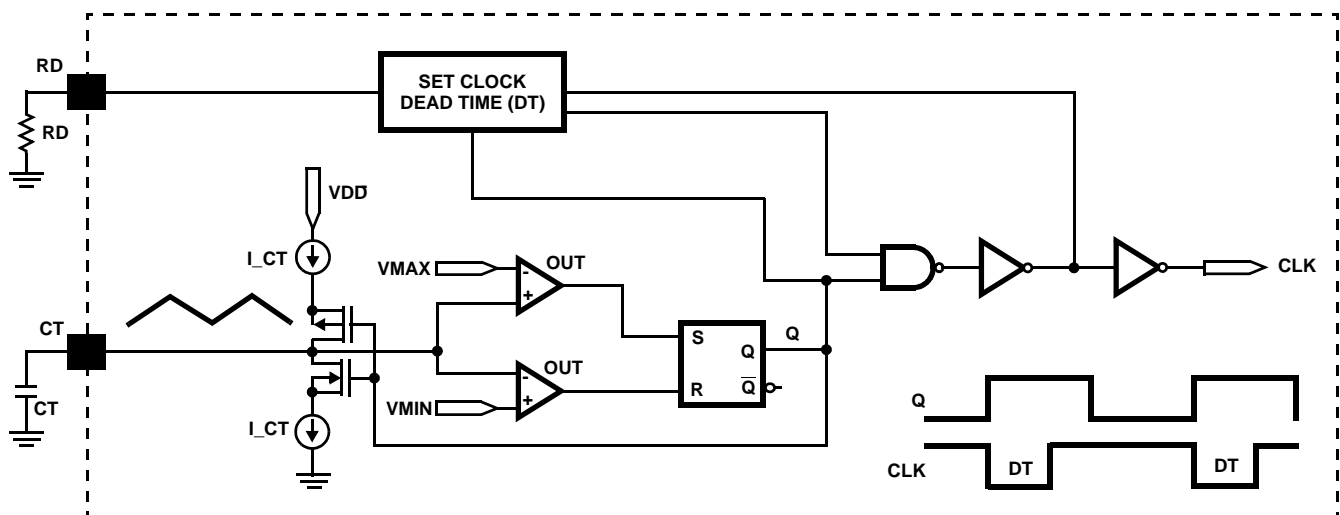 RD
SET CLOCK
DEAD TIME (DT)
RD
VDD
I_CT
VMAX
-
+
OUT
CLK
CT
S
Q
Q
R
Q
OUT
-
+
VMIN
CT
I_CT
Q
CLK
DT
DT